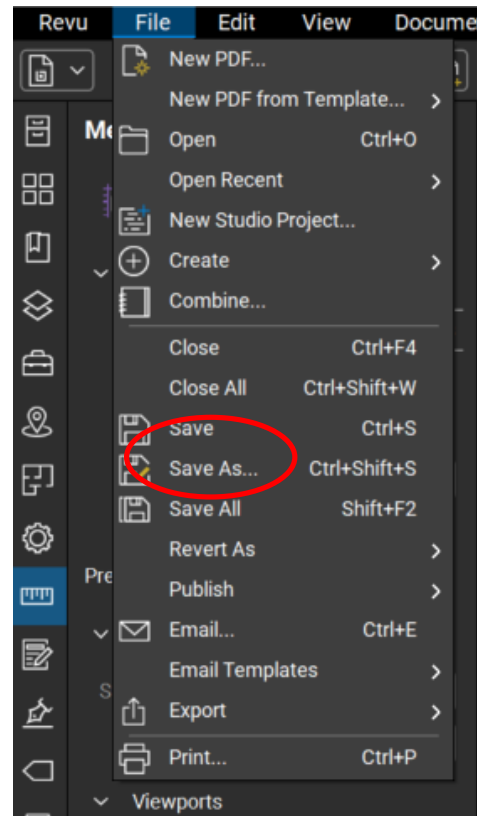 Revu File Edit View Docume
New PDF...
New PDF from Template...
Me
Open Ctrl+O
Open Recent
New Studio Project...
Create
Combine...
Close Ctrl+F4
Close All Ctrl+Shift+W
Save Ctrl+S
Save As... Ctrl+Shift+S
Save All Shift+F2
Revert As
Pre
Publish
Email... Ctrl+E
Email Templates
S
Export
Print... Ctrl+P
Viewports